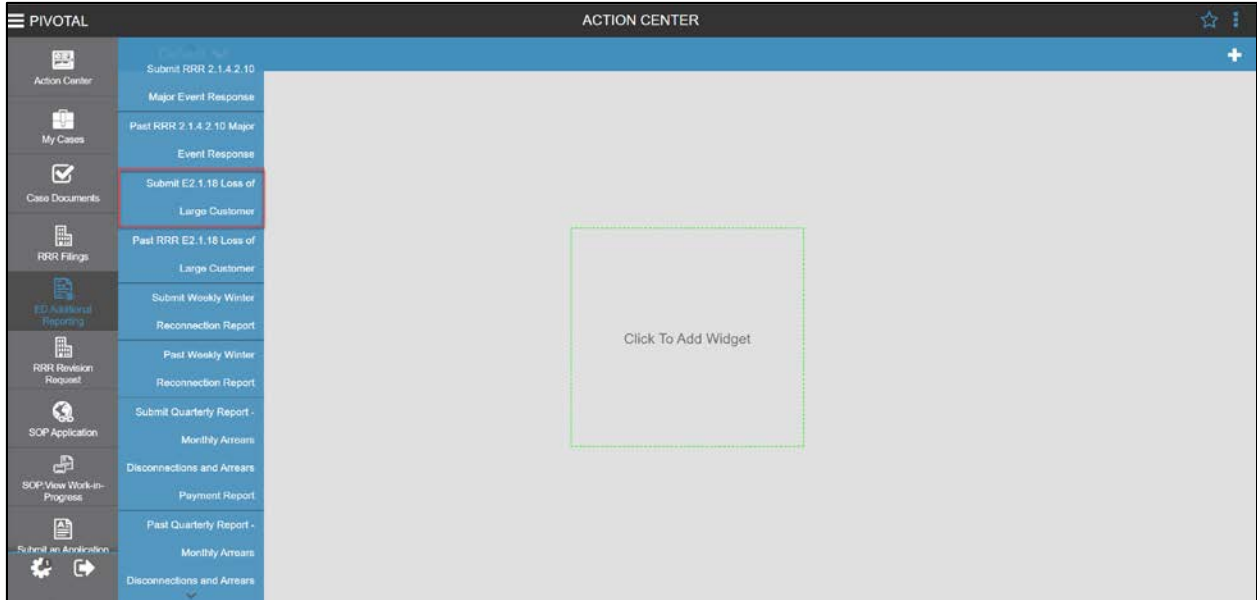 PIVOTAL
ACTION CENTER
Action Center
My Cases
Case Documents
RRR Filings
ED Additional
Reporting
RRR Revision
Request
SOP Application
SOP:View Work-in-
Progress
Submit an Application
Submit RRR 2.1.4.2.10
Major Event Response
Past RRR 2.1.4.2.10 Major
Event Response
Submit E2.1.18 Loss of
Large Customer
Past RRR E2.1.18 Loss of
Large Customer
Submit Weekly Winter
Reconnection Report
Past Weekly Winter
Reconnection Report
Submit Quarterly Report -
Monthly Arrears
Disconnections and Arrears
Payment Report
Past Quarterly Report -
Monthly Arrears
Disconnections and Arrears
Click To Add Widget